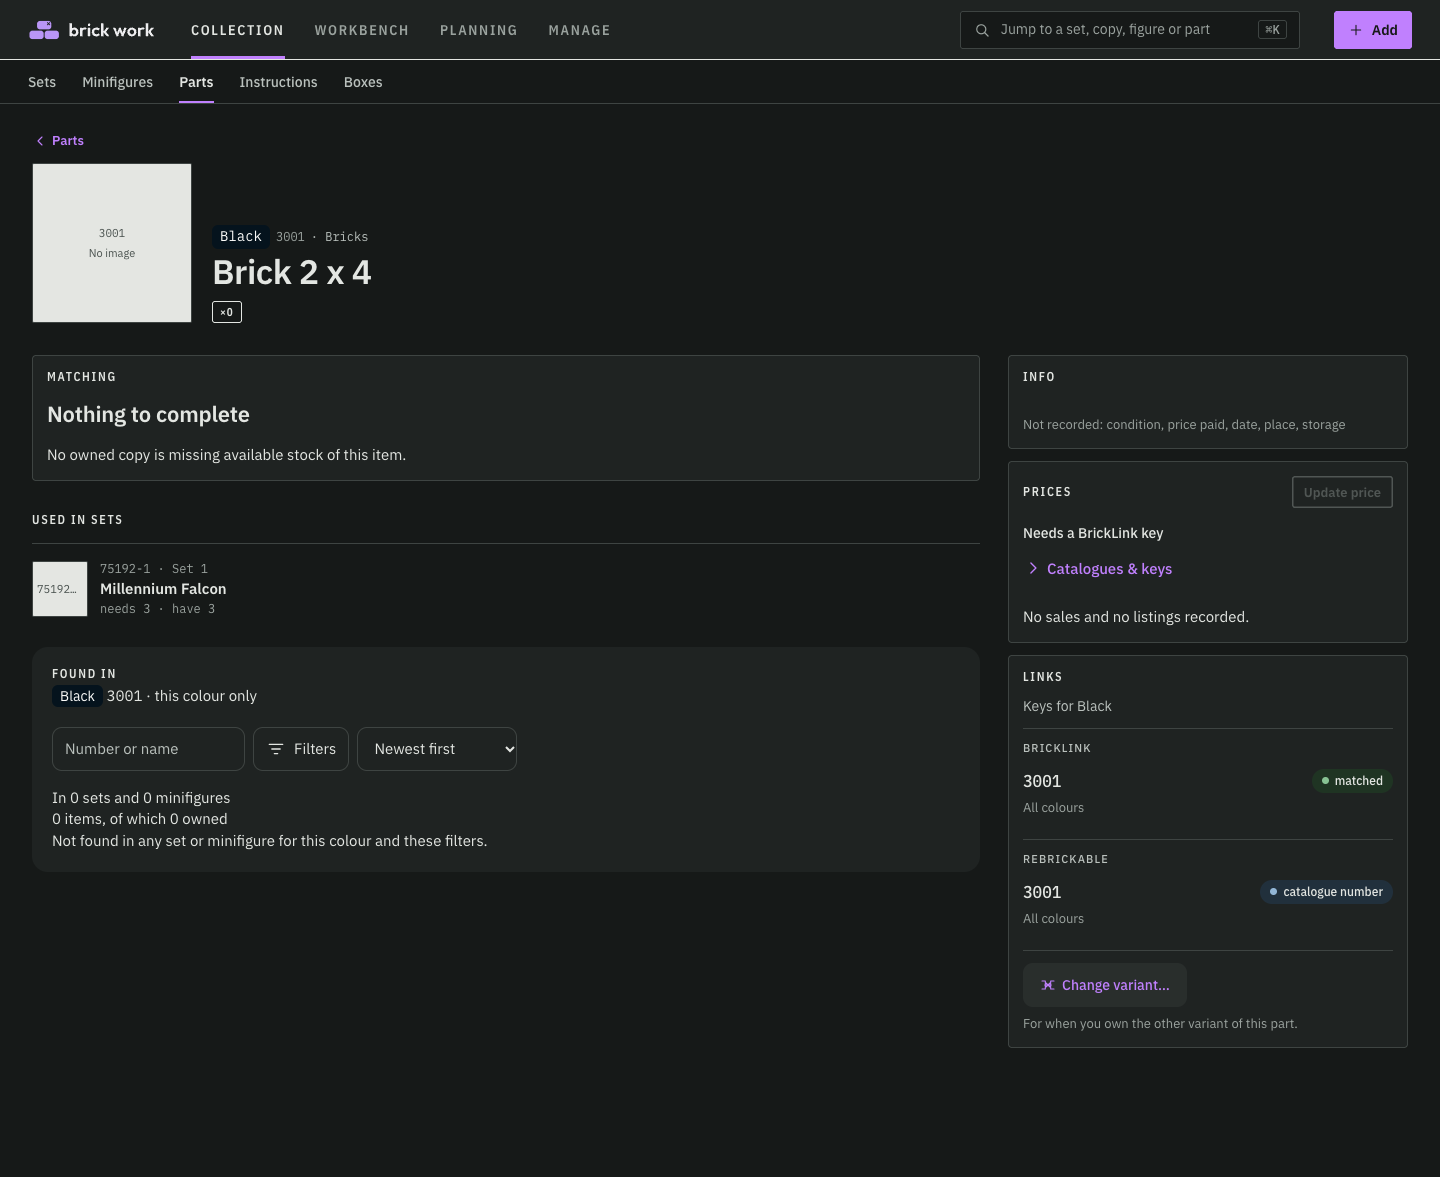 brick work
COLLECTION
WORKBENCH
PLANNING
MANAGE
Jump to a set, copy, figure or part
⌘K
+ Add
Sets
Minifigures
Parts
Instructions
Boxes
Parts
3001
No image
Black 3001 · Bricks
Brick 2 x 4
×0
MATCHING
Nothing to complete
No owned copy is missing available stock of this item.
USED IN SETS
75192…
75192-1 · Set 1
Millennium Falcon
needs 3 · have 3
FOUND IN
Black 3001 · this colour only
Number or name
Filters
Newest first
In 0 sets and 0 minifigures
0 items, of which 0 owned
Not found in any set or minifigure for this colour and these filters.
INFO
Not recorded: condition, price paid, date, place, storage
PRICES
Update price
Needs a BrickLink key
Catalogues & keys
No sales and no listings recorded.
LINKS
Keys for Black
BRICKLINK
3001
matched
All colours
REBRICKABLE
3001
catalogue number
All colours
Change variant…
For when you own the other variant of this part.